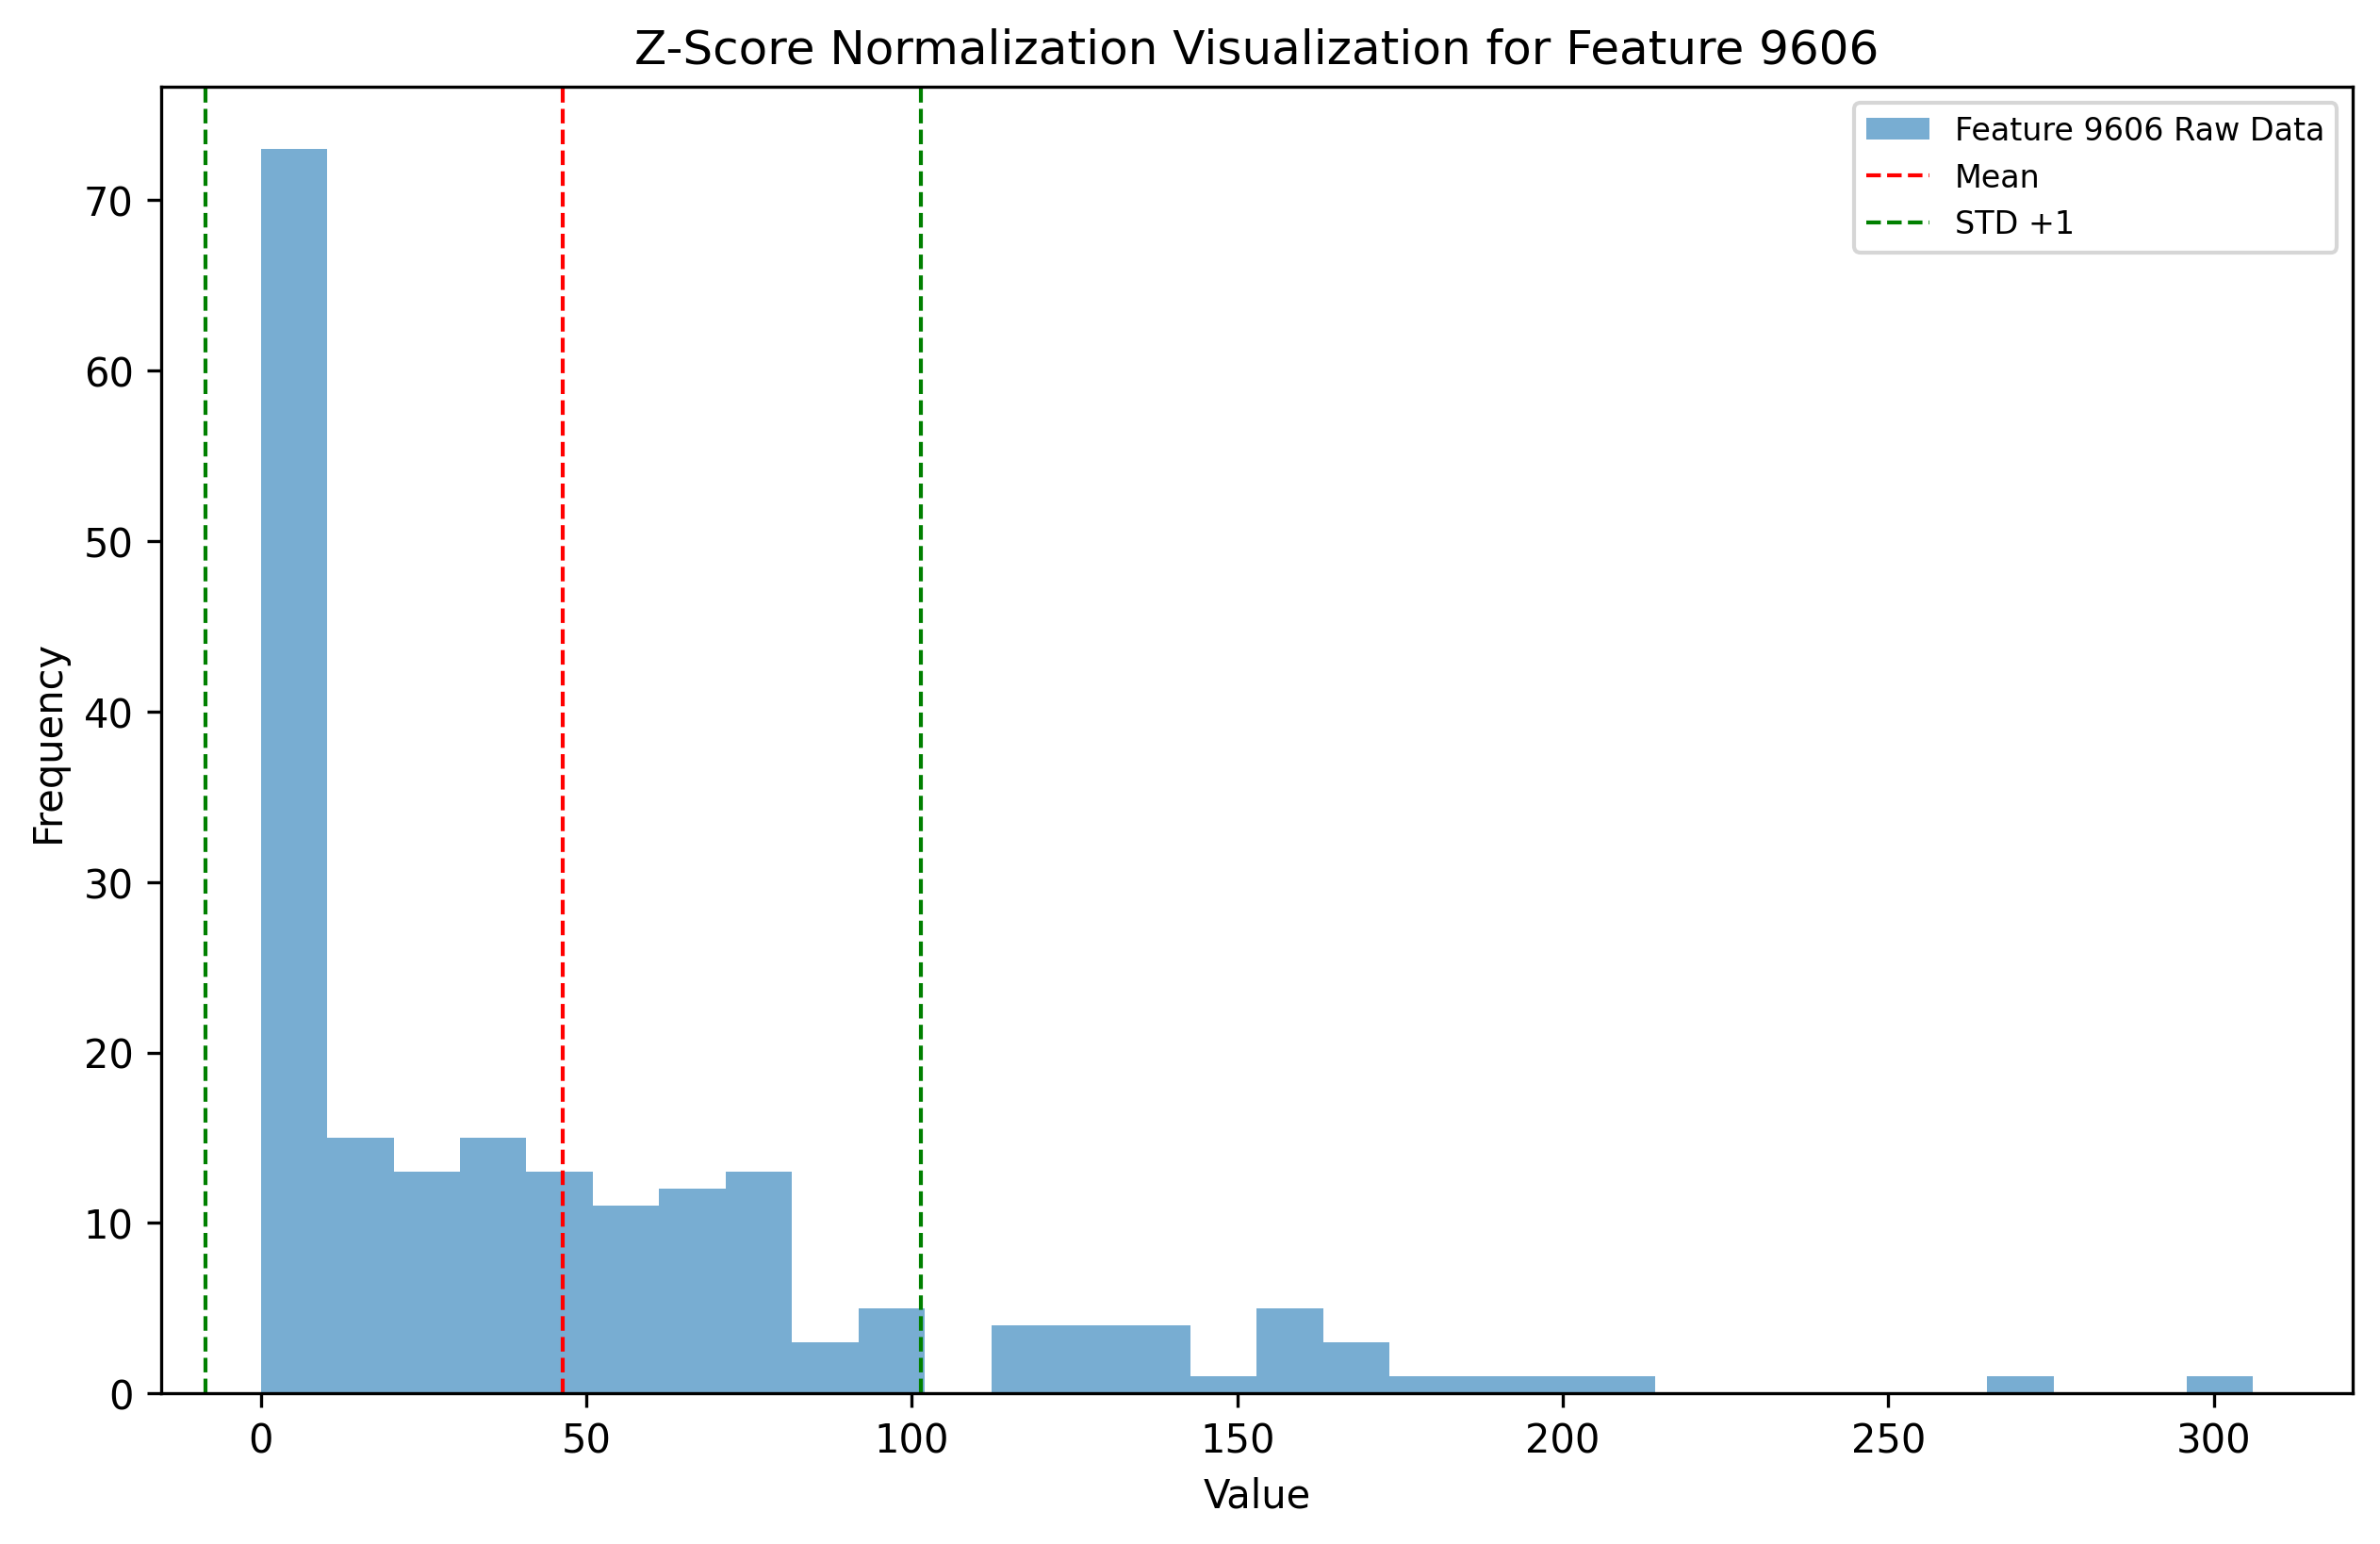 Z-Score Normalization Visualization for Feature 9606
Feature 9606 Raw Data
Mean
STD +1
70
60
50
40
30
20
10
0
Frequency
0 50 100 150 200 250 300
Value